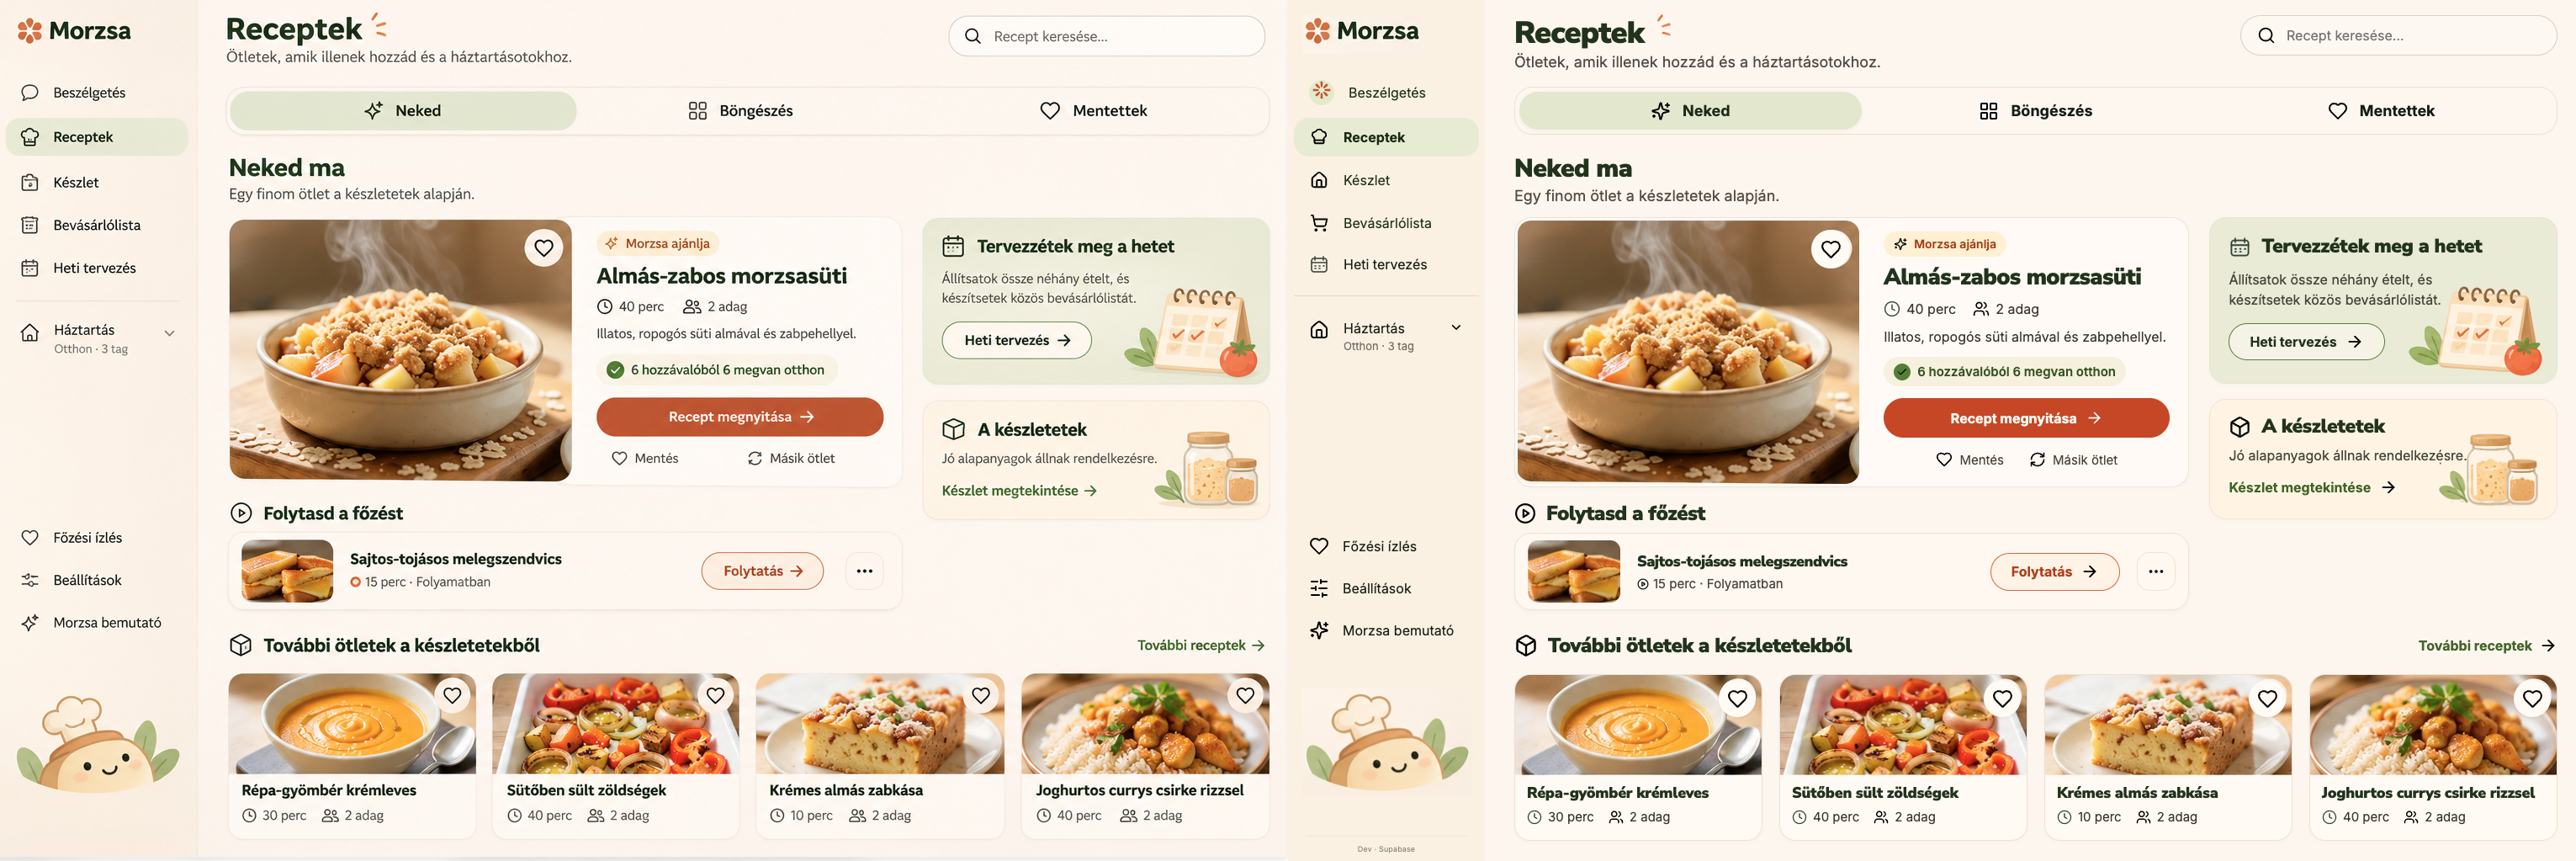 Morzsa
Beszélgetés
Receptek
Készlet
Bevásárlólista
Heti tervezés
Háztartás
Otthon · 3 tag
Főzési ízlés
Beállítások
Morzsa bemutató
Receptek
Ötletek, amik illenek hozzád és a háztartásotokhoz.
Recept keresése...
Neked
Böngészés
Mentettek
Neked ma
Egy finom ötlet a készletetek alapján.
Morzsa ajánlja
Almás-zabos morzsasüti
40 perc 2 adag
Illatos, ropogós süti almával és zabpehellyel.
6 hozzávalóból 6 megvan otthon
Recept megnyitása →
Mentés
Másik ötlet
Tervezzétek meg a hetet
Állítsatok össze néhány ételt, és
készítsetek közös bevásárlólistát.
Heti tervezés →
A készletetek
Jó alapanyagok állnak rendelkezésre.
Készlet megtekintése →
Folytasd a főzést
Sajtos-tojásos melegszendvics
15 perc · Folyamatban
Folytatás →
További ötletek a készletetekből
További receptek →
Répa-gyömbér krémleves
30 perc 2 adag
Sütőben sült zöldségek
40 perc 2 adag
Krémes almás zabkása
10 perc 2 adag
Joghurtos currys csirke rizzsel
40 perc 2 adag
Morzsa
Beszélgetés
Receptek
Készlet
Bevásárlólista
Heti tervezés
Háztartás
Otthon · 3 tag
Főzési ízlés
Beállítások
Morzsa bemutató
Dev · Supabase
Receptek
Ötletek, amik illenek hozzád és a háztartásotokhoz.
Recept keresése...
Neked
Böngészés
Mentettek
Neked ma
Egy finom ötlet a készletetek alapján.
Morzsa ajánlja
Almás-zabos morzsasüti
40 perc 2 adag
Illatos, ropogós süti almával és zabpehellyel.
6 hozzávalóból 6 megvan otthon
Recept megnyitása →
Mentés
Másik ötlet
Tervezzétek meg a hetet
Állítsatok össze néhány ételt, és
készítsetek közös bevásárlólistát.
Heti tervezés →
A készletetek
Jó alapanyagok állnak rendelkezésre.
Készlet megtekintése →
Folytasd a főzést
Sajtos-tojásos melegszendvics
15 perc · Folyamatban
Folytatás →
További ötletek a készletetekből
További receptek →
Répa-gyömbér krémleves
30 perc 2 adag
Sütőben sült zöldségek
40 perc 2 adag
Krémes almás zabkása
10 perc 2 adag
Joghurtos currys csirke rizzsel
40 perc 2 adag